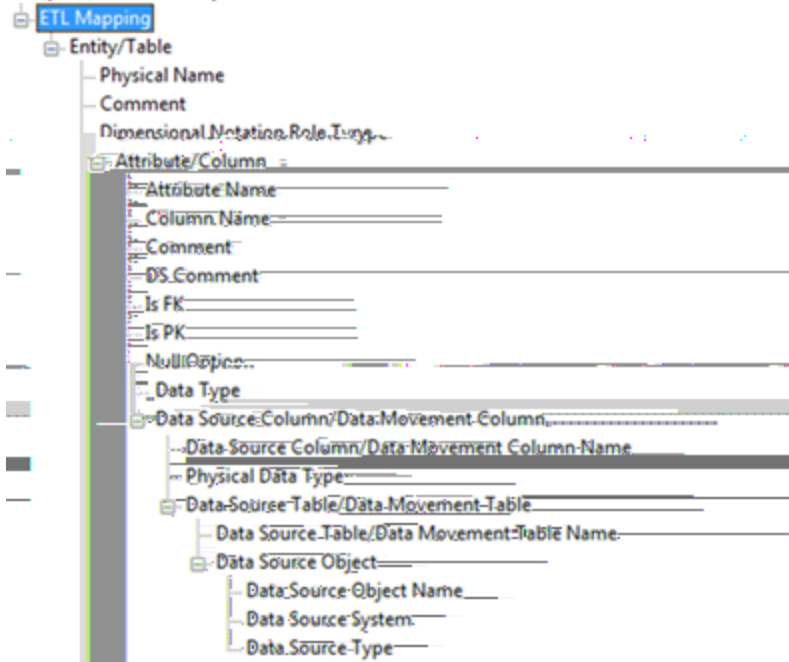 ETL Mapping
Entity/Table
Physical Name
Comment
Dimensional Notation Role Type
Attribute/Column
Attribute Name
Column Name
Comment
DS Comment
Is FK
Is PK
Null Option
Data Type
Data Source Column/Data Movement Column
Data Source Column/Data Movement Column Name
Physical Data Type
Data Source Table/Data Movement Table
Data Source Table/Data Movement Table Name
Data Source Object
Data Source Object Name
Data Source System
Data Source Type